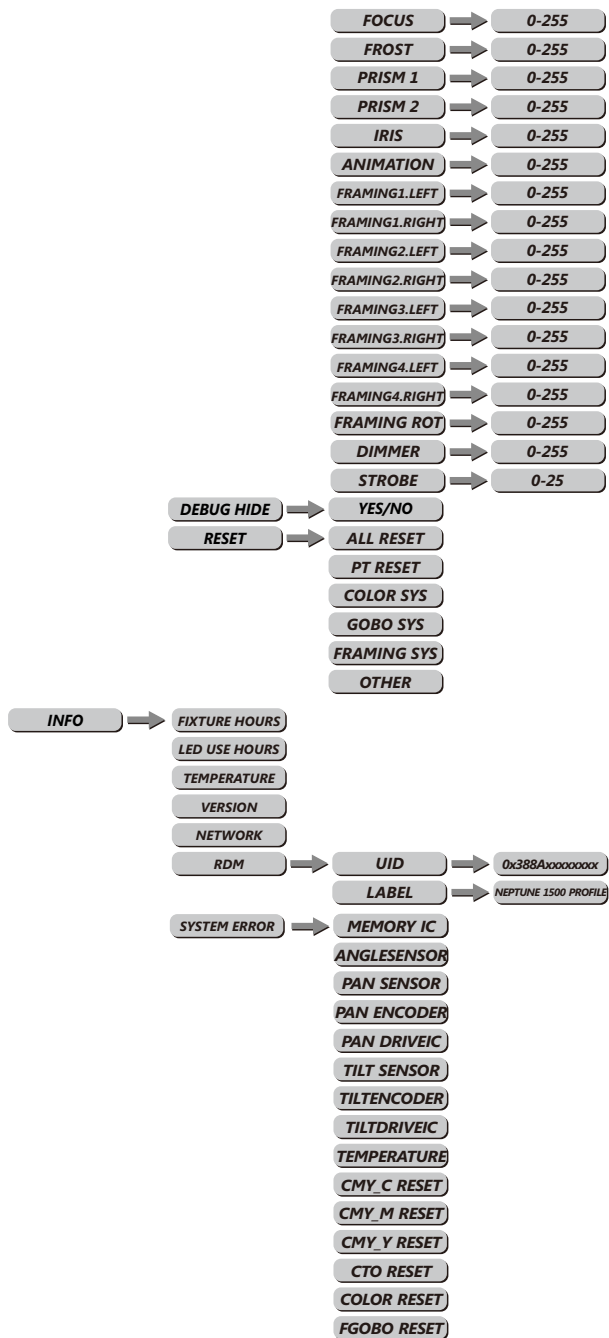 FOCUS 0-255
FROST 0-255
PRISM 1 0-255
PRISM 2 0-255
IRIS 0-255
ANIMATION 0-255
FRAMING1.LEFT 0-255
FRAMING1.RIGHT 0-255
FRAMING2.LEFT 0-255
FRAMING2.RIGHT 0-255
FRAMING3.LEFT 0-255
FRAMING3.RIGHT 0-255
FRAMING4.LEFT 0-255
FRAMING4.RIGHT 0-255
FRAMING ROT 0-255
DIMMER 0-255
STROBE 0-25
DEBUG HIDE YES/NO
RESET ALL RESET
PT RESET
COLOR SYS
GOBO SYS
FRAMING SYS
OTHER
INFO FIXTURE HOURS
LED USE HOURS
TEMPERATURE
VERSION
NETWORK
RDM UID 0x388Axxxxxxxx
LABEL NEPTUNE 1500 PROFILE
SYSTEM ERROR MEMORY IC
ANGLESENSOR
PAN SENSOR
PAN ENCODER
PAN DRIVEIC
TILT SENSOR
TILTENCODER
TILTDRIVEIC
TEMPERATURE
CMY_C RESET
CMY_M RESET
CMY_Y RESET
CTO RESET
COLOR RESET
FGOBO RESET